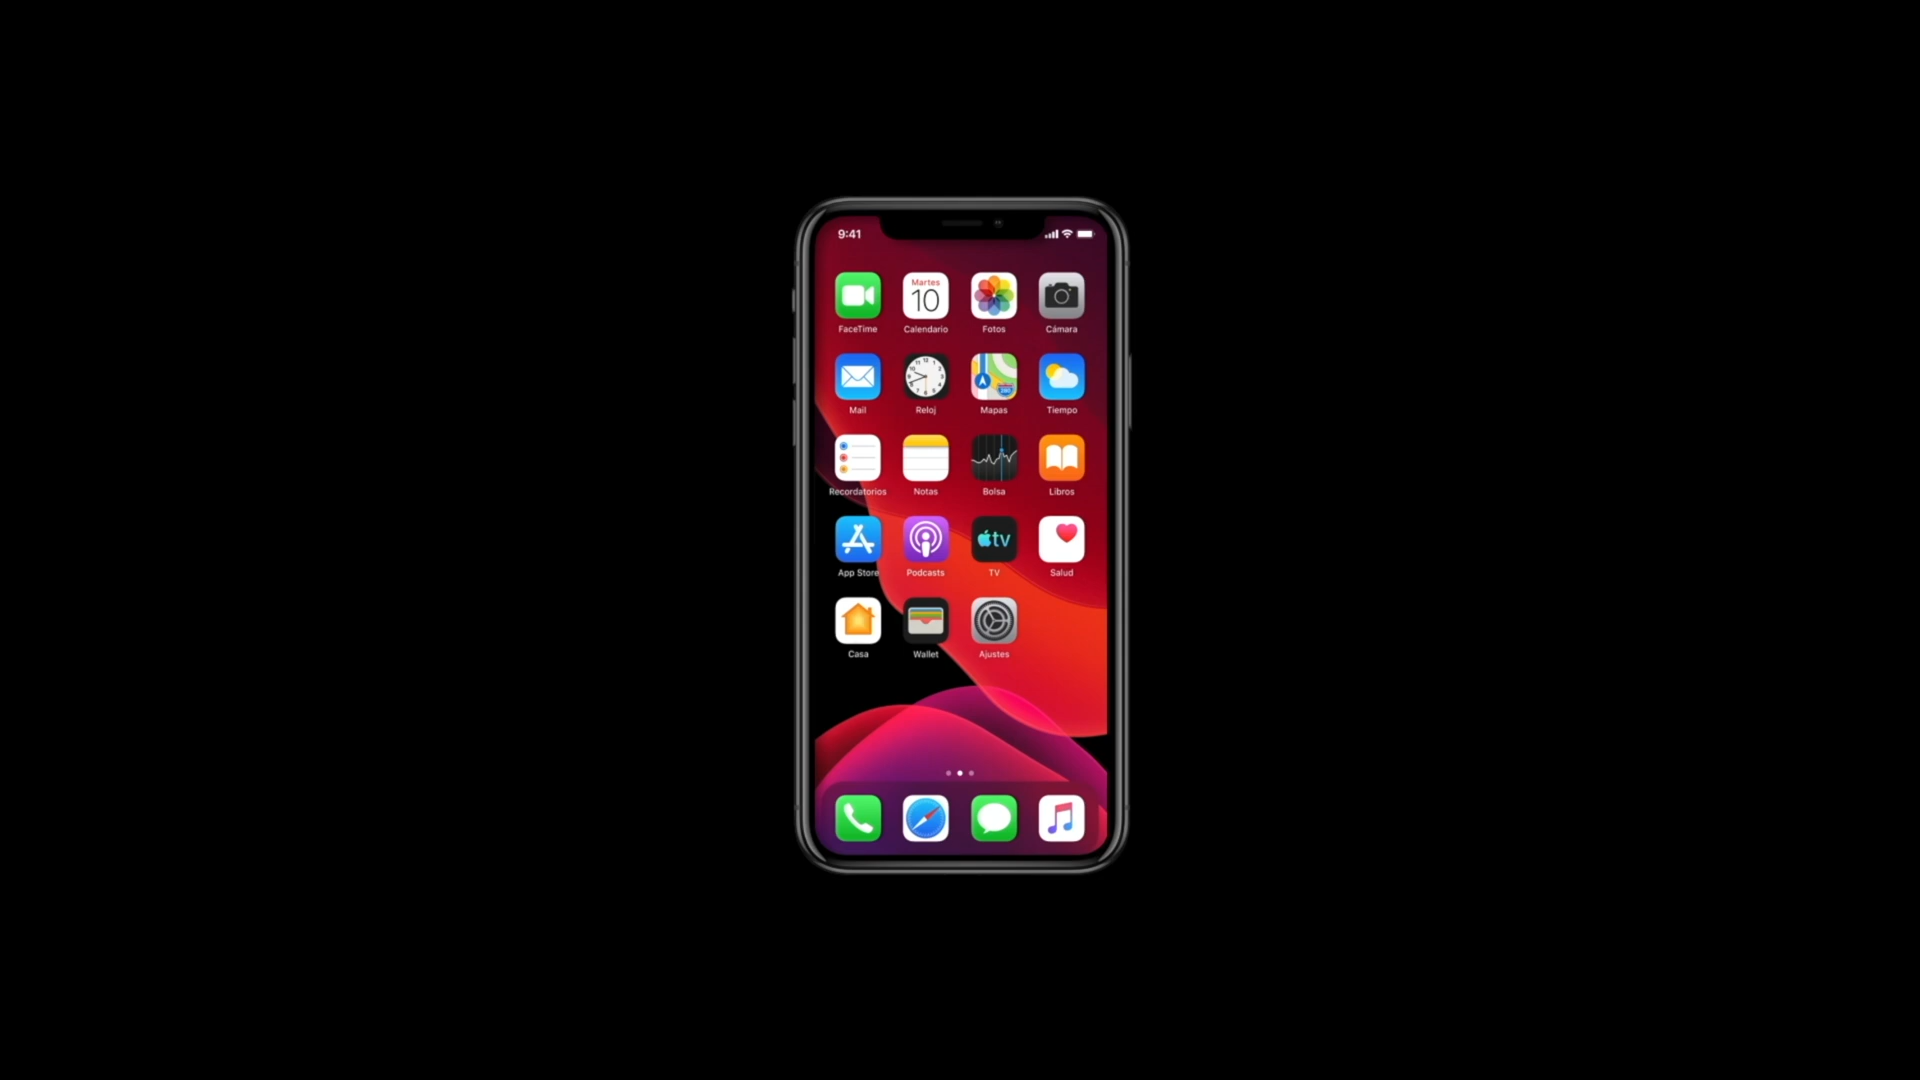 9:41
Martes
10
FaceTime
Calendario
Fotos
Cámara
Mail
Reloj
Mapas
Tiempo
Recordatorios
Notas
Bolsa
Libros
tv
App Store
Podcasts
TV
Salud
Casa
Wallet
Ajustes